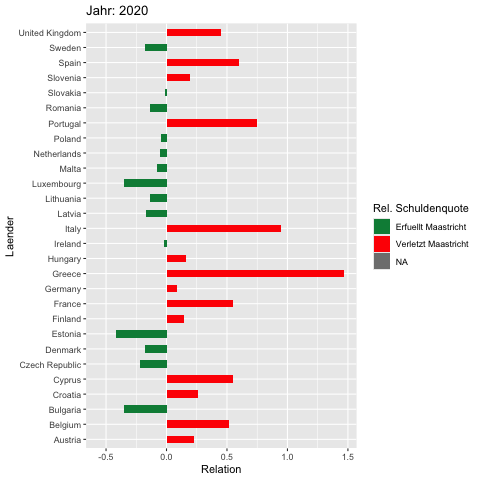 Jahr: 2020
Laender
United Kingdom
Sweden
Spain
Slovenia
Slovakia
Romania
Portugal
Poland
Netherlands
Malta
Luxembourg
Lithuania
Latvia
Italy
Ireland
Hungary
Greece
Germany
France
Finland
Estonia
Denmark
Czech Republic
Cyprus
Croatia
Bulgaria
Belgium
Austria
-0.5 0.0 0.5 1.0 1.5
Relation
Rel. Schuldenquote
Erfuellt Maastricht
Verletzt Maastricht
NA